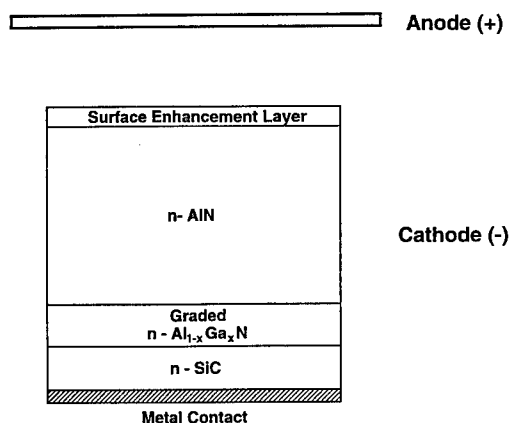 Anode (+)
Surface Enhancement Layer
n- AlN
Cathode (-)
Graded
n - Al₁₋ₓGaₓN
n - SiC
Metal Contact